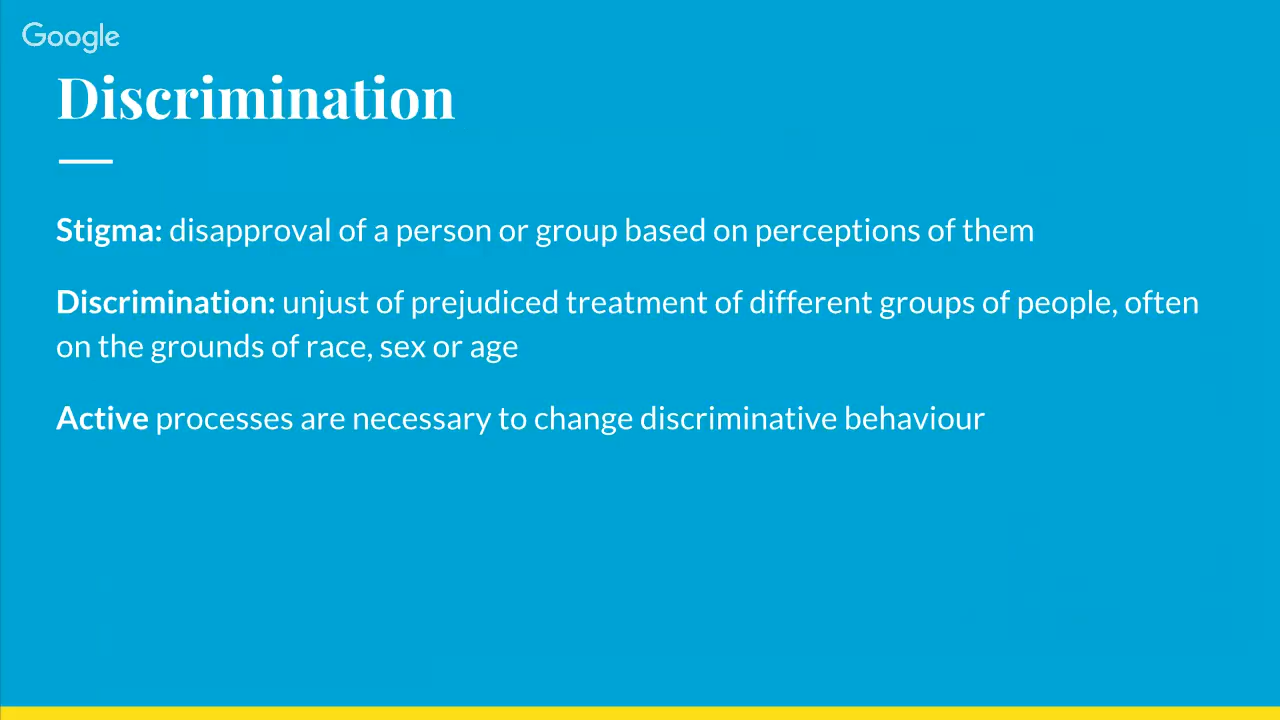 Google
Discrimination
Stigma: disapproval of a person or group based on perceptions of them
Discrimination: unjust of prejudiced treatment of different groups of people, often
on the grounds of race, sex or age
Active processes are necessary to change discriminative behaviour